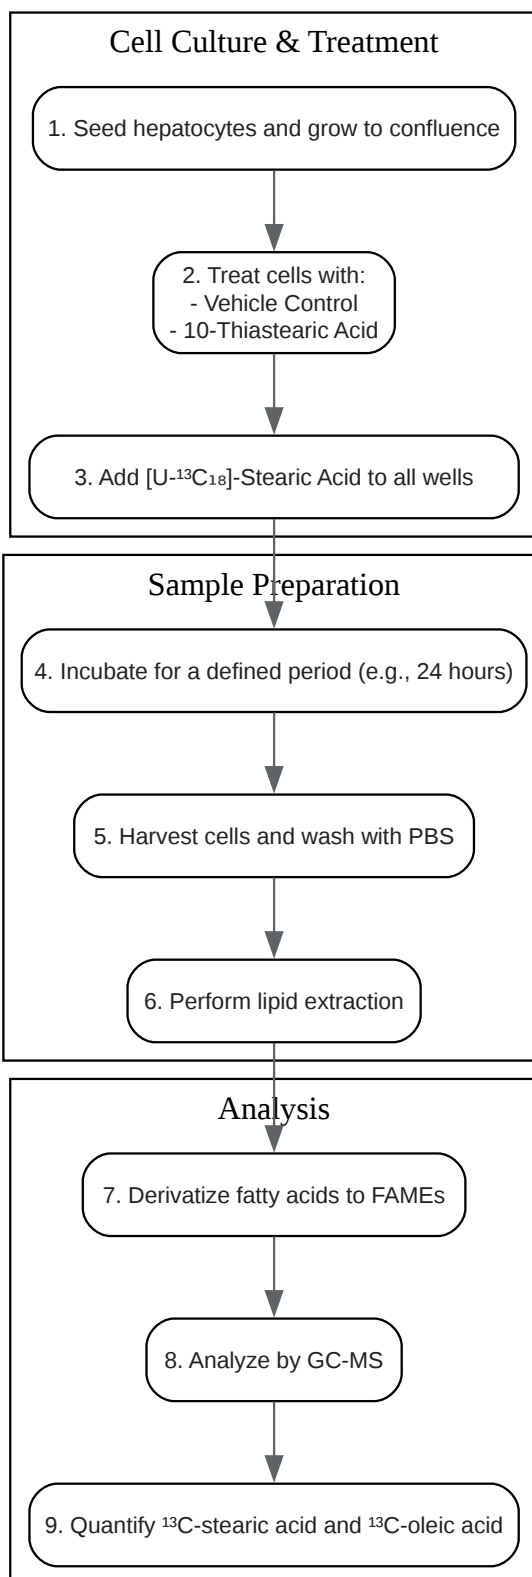 Cell Culture & Treatment
1. Seed hepatocytes and grow to confluence
2. Treat cells with:
- Vehicle Control
- 10-Thiastearic Acid
3. Add [U-¹³C₁₈]-Stearic Acid to all wells
Sample Preparation
4. Incubate for a defined period (e.g., 24 hours)
5. Harvest cells and wash with PBS
6. Perform lipid extraction
Analysis
7. Derivatize fatty acids to FAMEs
8. Analyze by GC-MS
9. Quantify ¹³C-stearic acid and ¹³C-oleic acid